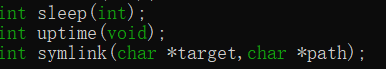 int sleep(int);
int uptime(void);
int symlink(char *target,char *path);